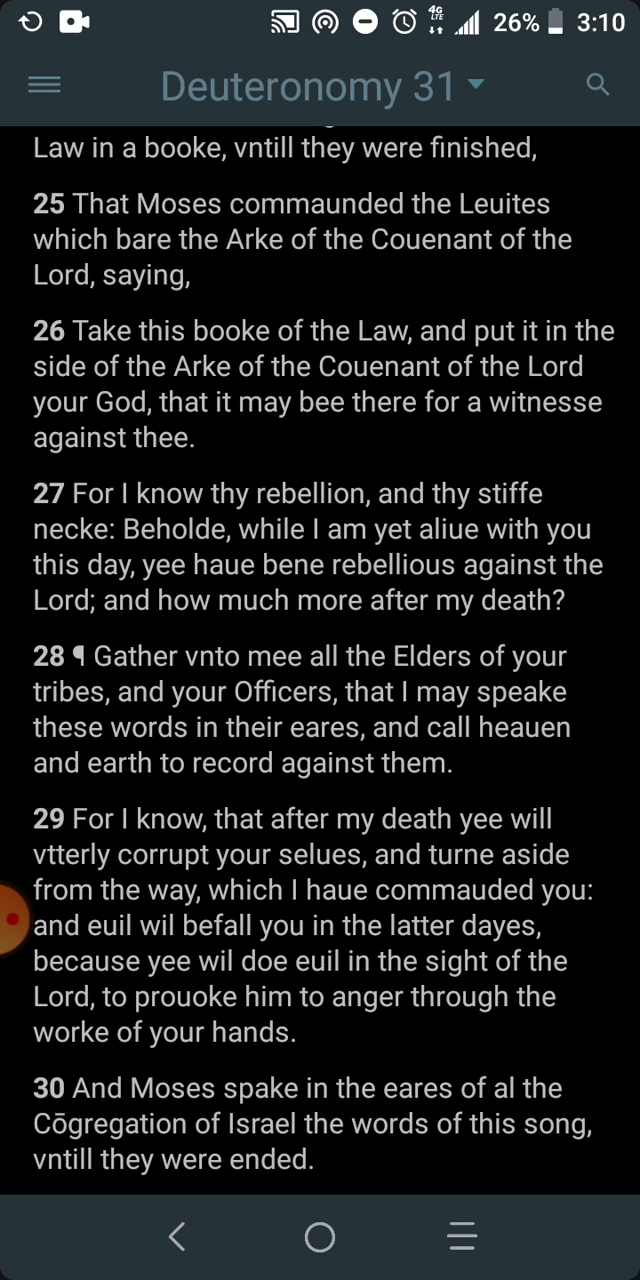 4G
LTE
26%
3:10
Deuteronomy 31
Law in a booke, vntill they were finished,
25 That Moses commaunded the Leuites
which bare the Arke of the Couenant of the
Lord, saying,
26 Take this booke of the Law, and put it in the
side of the Arke of the Couenant of the Lord
your God, that it may bee there for a witnesse
against thee.
27 For I know thy rebellion, and thy stiffe
necke: Beholde, while I am yet aliue with you
this day, yee haue bene rebellious against the
Lord; and how much more after my death?
28 ¶ Gather vnto mee all the Elders of your
tribes, and your Officers, that I may speake
these words in their eares, and call heauen
and earth to record against them.
29 For I know, that after my death yee will
vtterly corrupt your selues, and turne aside
from the way, which I haue commauded you:
and euil wil befall you in the latter dayes,
because yee wil doe euil in the sight of the
Lord, to prouoke him to anger through the
worke of your hands.
30 And Moses spake in the eares of al the
Cōgregation of Israel the words of this song,
vntill they were ended.